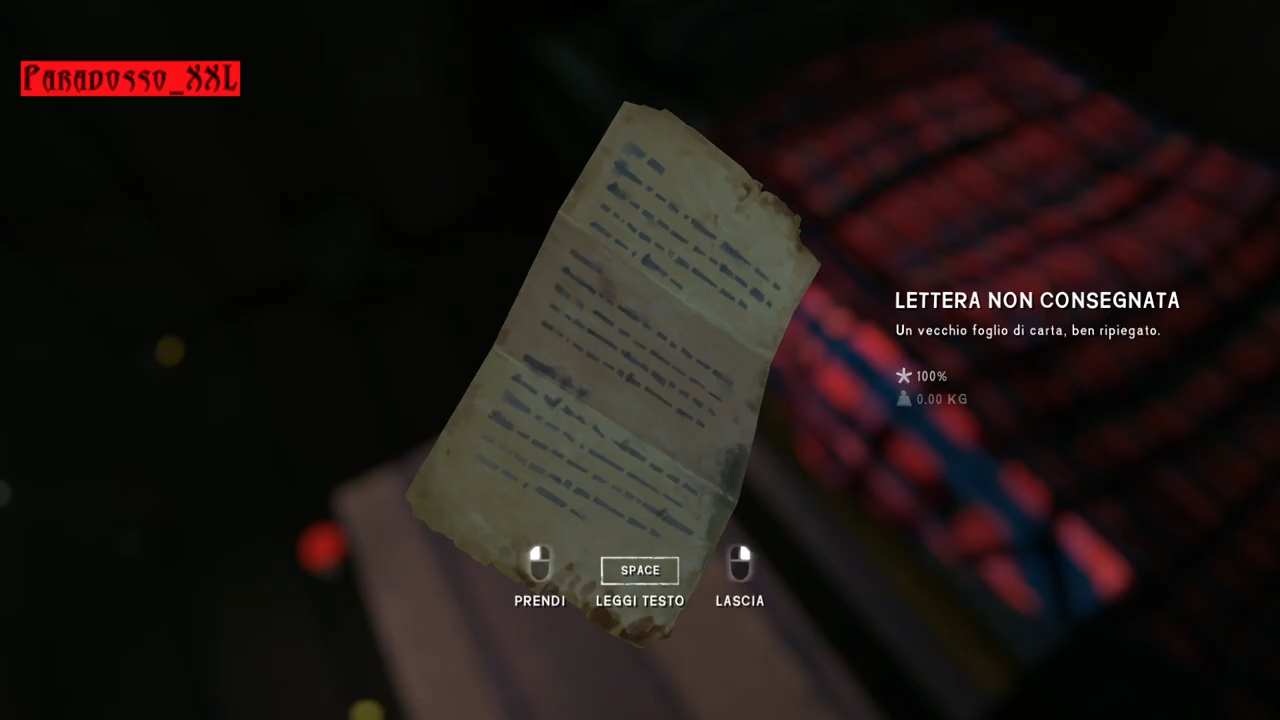 Paradosso_XXL
LETTERA NON CONSEGNATA
Un vecchio foglio di carta, ben ripiegato.
100%
0.00 KG
SPACE
PRENDI
LEGGI TESTO
LASCIA